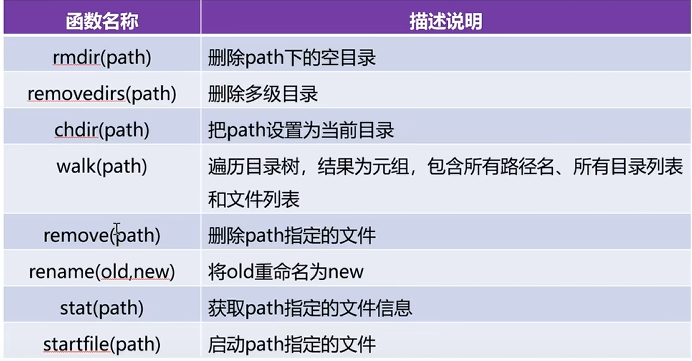 函数名称 描述说明
rmdir(path) 删除path下的空目录
removedirs(path) 删除多级目录
chdir(path) 把path设置为当前目录
walk(path) 遍历目录树，结果为元组，包含所有路径名、所有目录列表
和文件列表
remove(path) 删除path指定的文件
rename(old,new) 将old重命名为new
stat(path) 获取path指定的文件信息
startfile(path) 启动path指定的文件